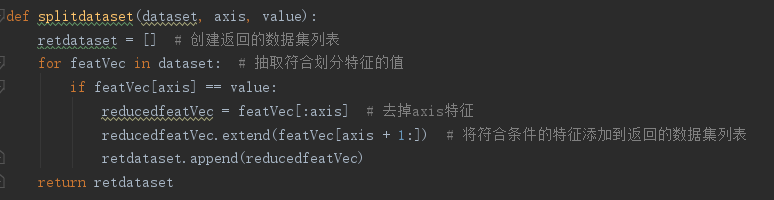 def splitdataset(dataset, axis, value):
    retdataset = []  # 创建返回的数据集列表
    for featVec in dataset:  # 抽取符合划分特征的值
        if featVec[axis] == value:
            reducedfeatVec = featVec[:axis]  # 去掉axis特征
            reducedfeatVec.extend(featVec[axis + 1:])  # 将符合条件的特征添加到返回的数据集列表
            retdataset.append(reducedfeatVec)
    return retdataset